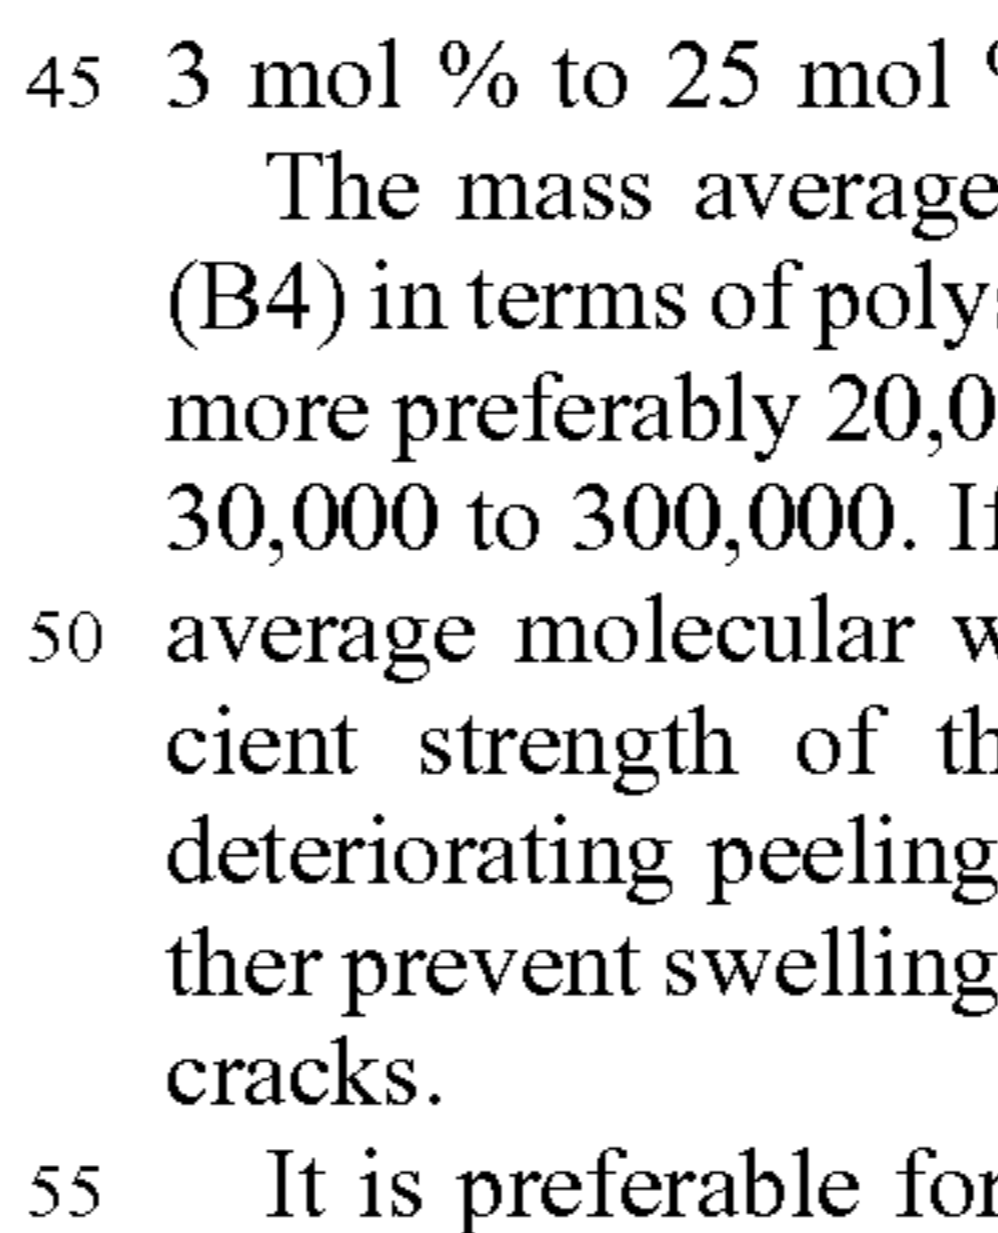 45 3 mol % to 25 mol
The mass average
(B4) in terms of poly
more preferably 20,0
30,000 to 300,000. If
50 average molecular
cient strength of th
deteriorating peeling
ther prevent swelling
cracks.
55 It is preferable for